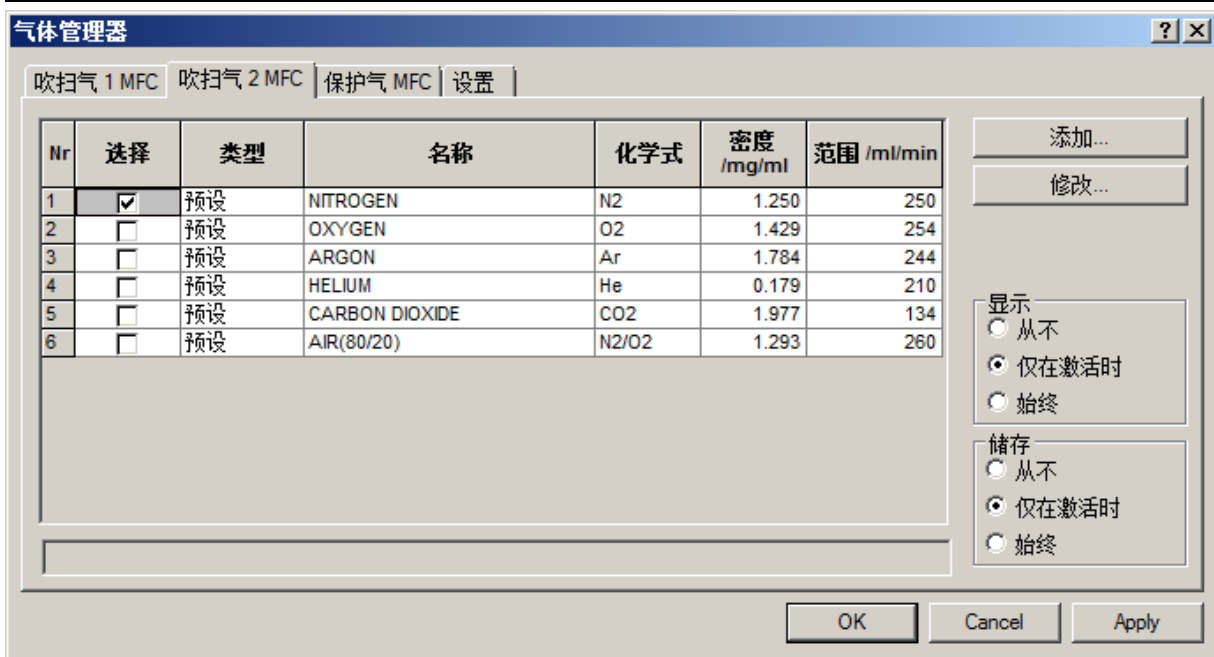 气体管理器
吹扫气 1 MFC 吹扫气 2 MFC 保护气 MFC 设置
Nr 选择 类型 名称 化学式 密度 /mg/ml 范围 /ml/min
1 预设 NITROGEN N2 1.250 250
2 预设 OXYGEN O2 1.429 254
3 预设 ARGON Ar 1.784 244
4 预设 HELIUM He 0.179 210
5 预设 CARBON DIOXIDE CO2 1.977 134
6 预设 AIR(80/20) N2/O2 1.293 260
添加...
修改...
显示
从不
仅在激活时
始终
储存
从不
仅在激活时
始终
OK Cancel Apply